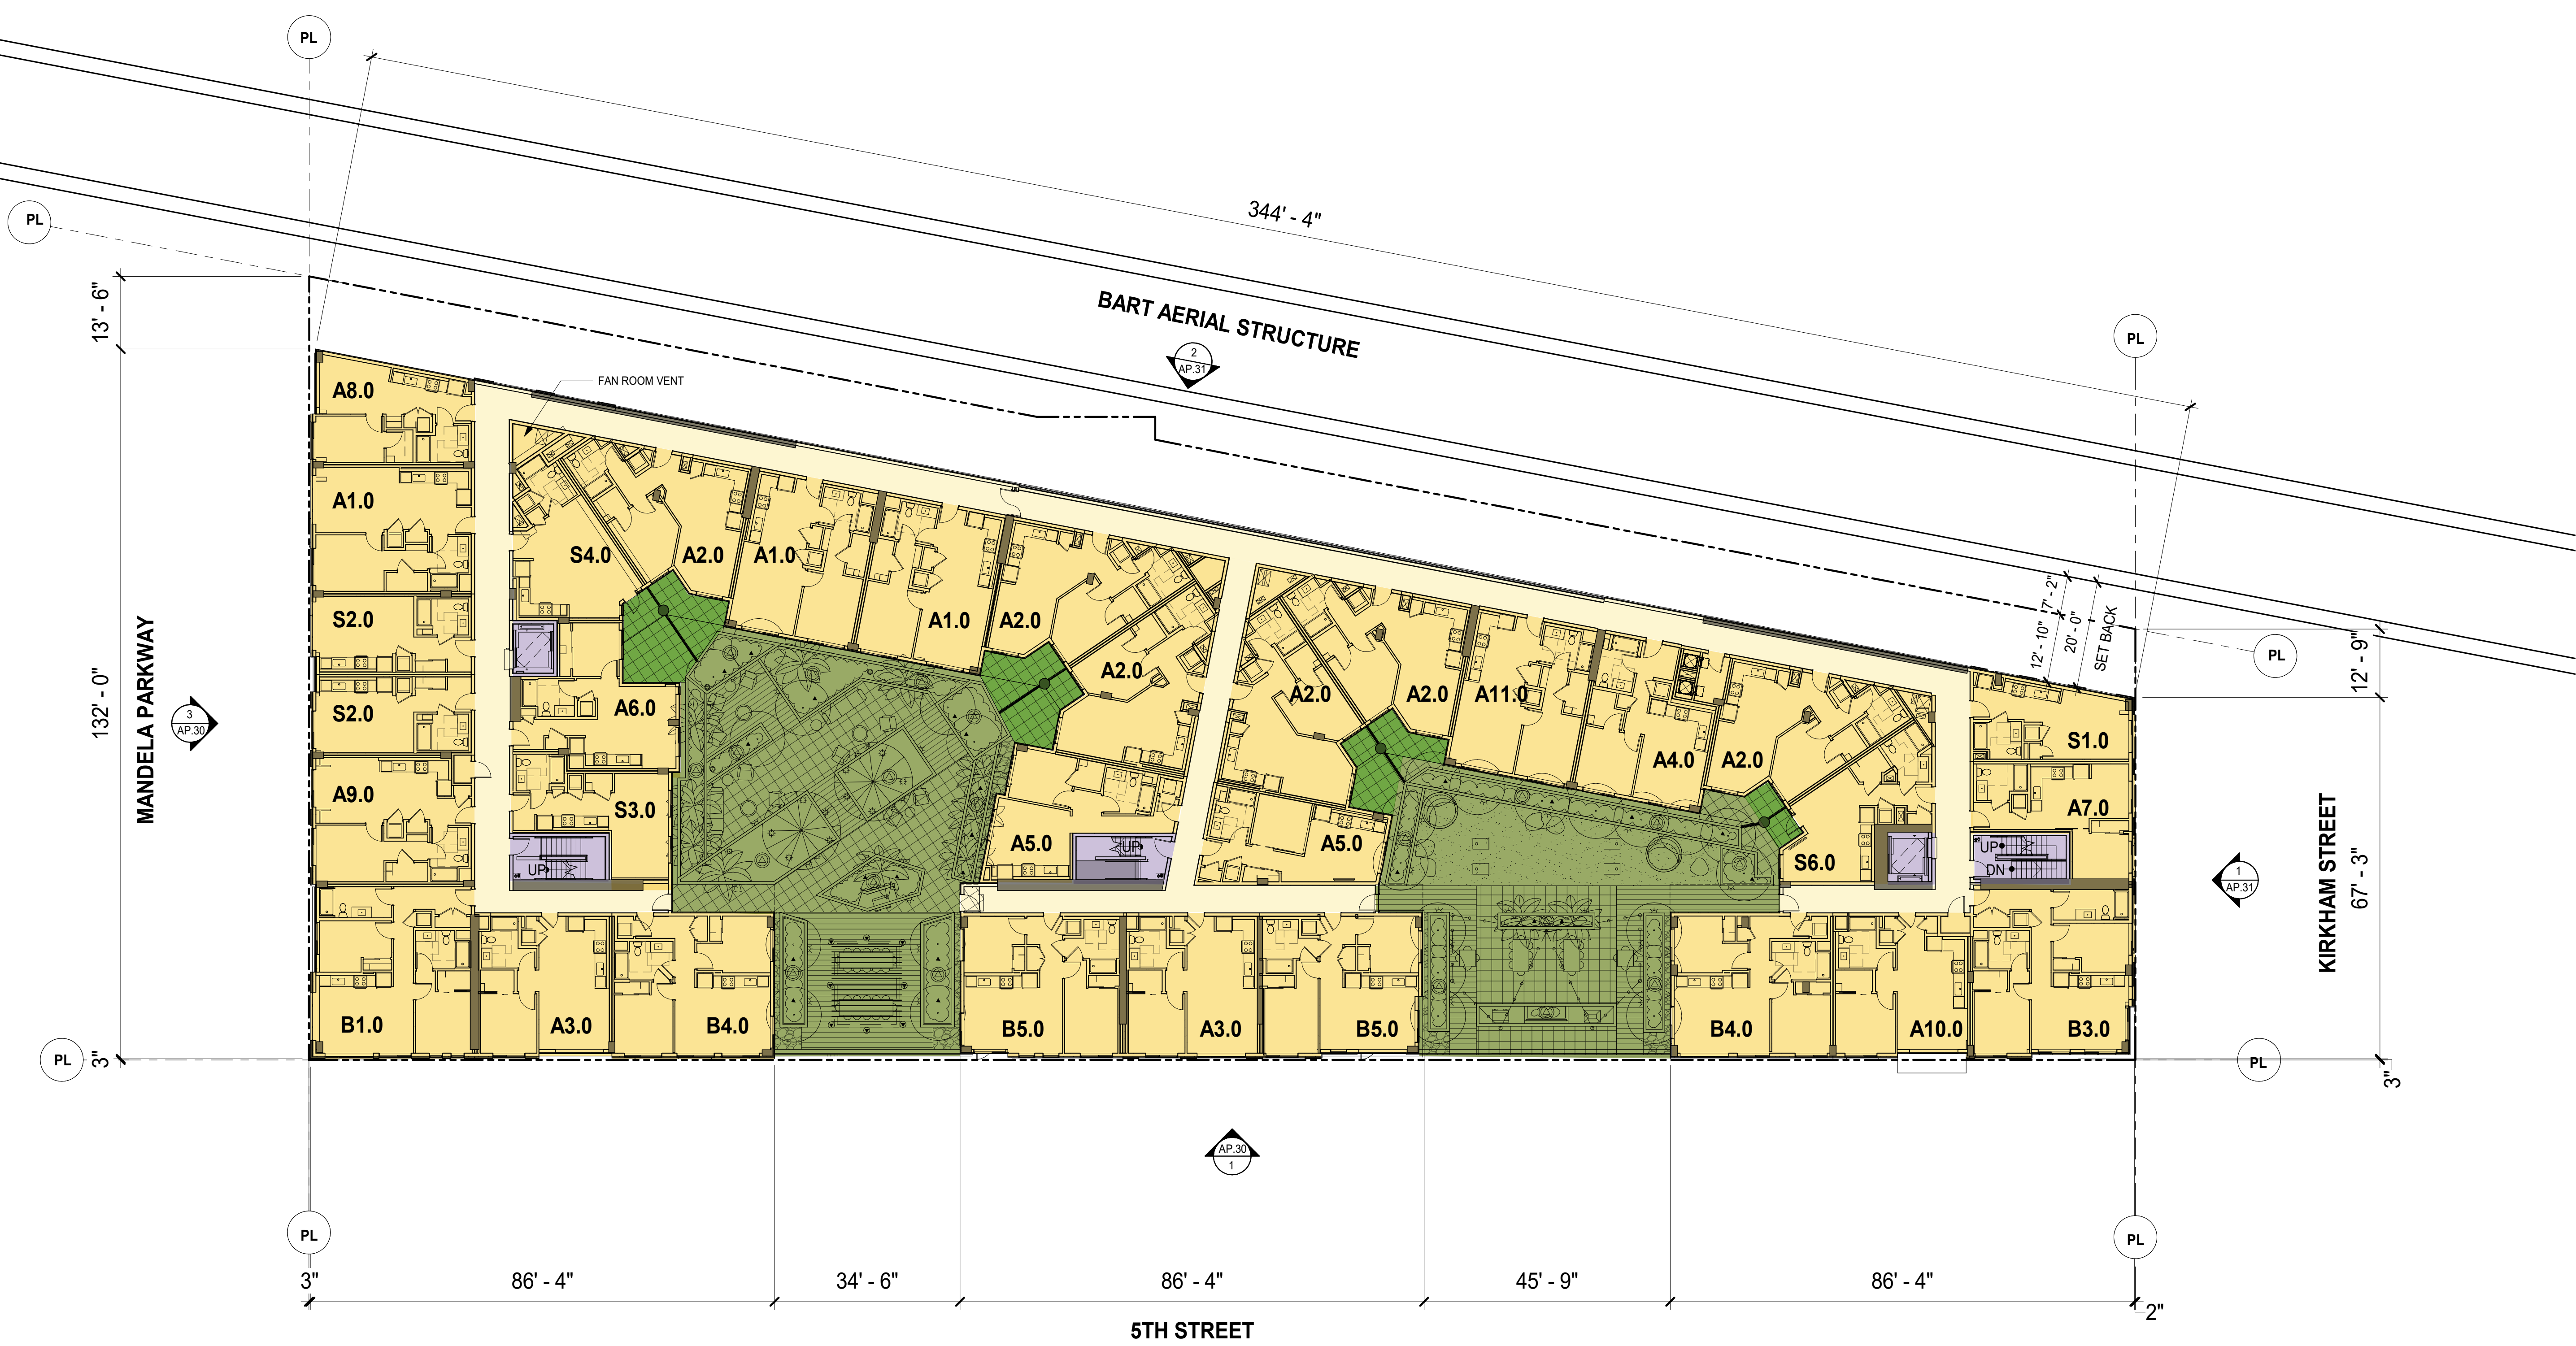 PL
PL
344' - 4"
13' - 6"
BART AERIAL STRUCTURE
2
AP.31
PL
FAN ROOM VENT
A8.0
A1.0
S4.0
A2.0
A1.0
S2.0
A1.0
A2.0
7' - 2"
12' - 10"
20' - 0"
SET BACK
PL
12' - 9"
MANDELA PARKWAY
132' - 0"
3
AP.30
S2.0
A6.0
A2.0
A2.0
A2.0
A11.0
A4.0
A2.0
S1.0
A9.0
S3.0
A5.0
UP
A5.0
S6.0
A7.0
UP
DN
UP
1
AP.31
KIRKHAM STREET
67' - 3"
B1.0
A3.0
B4.0
B5.0
A3.0
B5.0
B4.0
A10.0
B3.0
PL
3"
PL
3"
AP.30
1
PL
PL
3"
86' - 4"
34' - 6"
86' - 4"
45' - 9"
86' - 4"
2"
5TH STREET